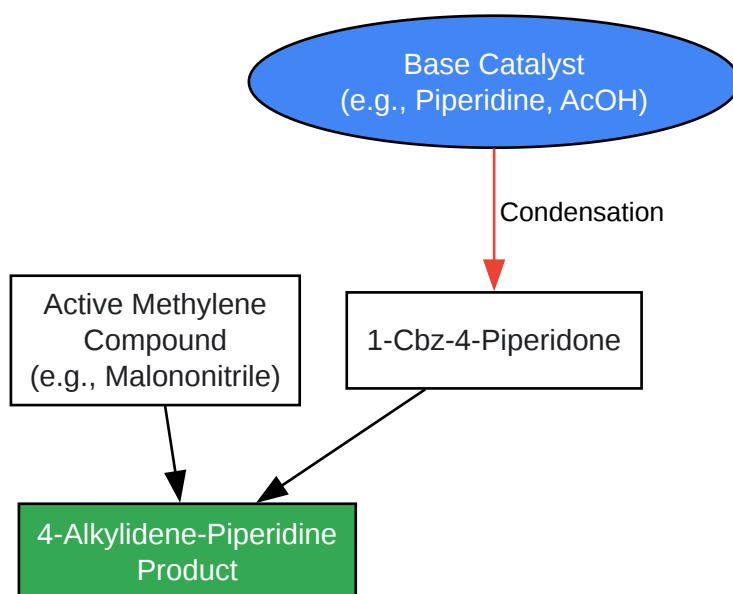 Base Catalyst
(e.g., Piperidine, AcOH)
Condensation
Active Methylene
Compound
(e.g., Malononitrile)
1-Cbz-4-Piperidone
4-Alkylidene-Piperidine
Product